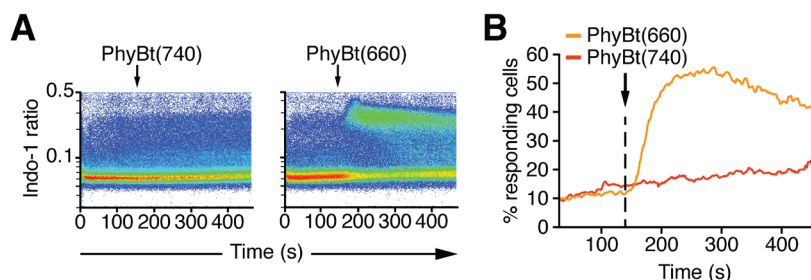 A
PhyBt(740)
PhyBt(660)
Indo-1 ratio
0.5
0.1
0 100 200 300 400
0 100 200 300 400
Time (s)
B
PhyBt(660)
PhyBt(740)
% responding cells
60
50
40
30
20
10
0
100 200 300 400
Time (s)